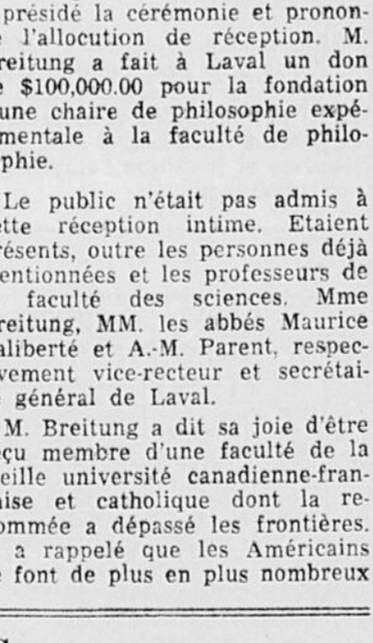 présidé la cérémonie et pronon-
l'allocution de réception. M.
reitung a fait à Laval un don
$100,000.00 pour la fondation
une chaire de philosophie expé-
mentale à la faculté de philo-
phie.
Le public n'était pas admis à
ette réception intime. Etaient
résents, outre les personnes déjà
entionnées et les professeurs de
faculté des sciences, Mme
reitung, MM. les abbés Maurice
aliberté et A.-M. Parent, respec-
vement vice-recteur et secrétai-
général de Laval.
M. Breitung a dit sa joie d'être
çu membre d'une faculté de la
eille université canadienne-fran-
aise et catholique dont la re-
ommée a dépassé les frontières.
a rappelé que les Américains
font de plus en plus nombreux